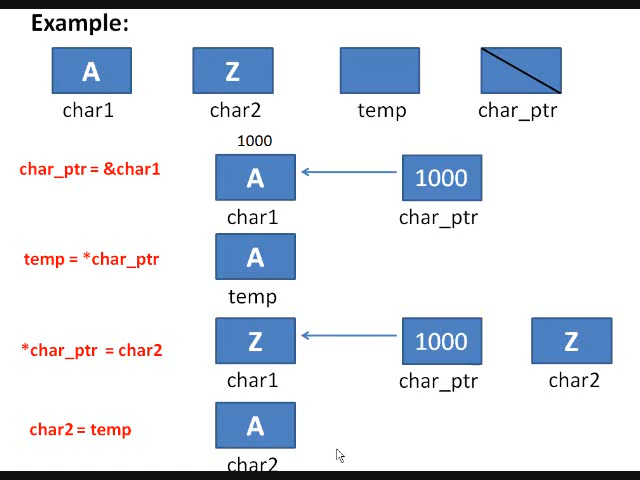 Example:
A Z
char1 char2 temp char_ptr
1000
char_ptr = &char1 A 1000
char1 char_ptr
temp = *char_ptr A
temp
*char_ptr = char2 Z 1000 Z
char1 char_ptr char2
char2 = temp A
char2